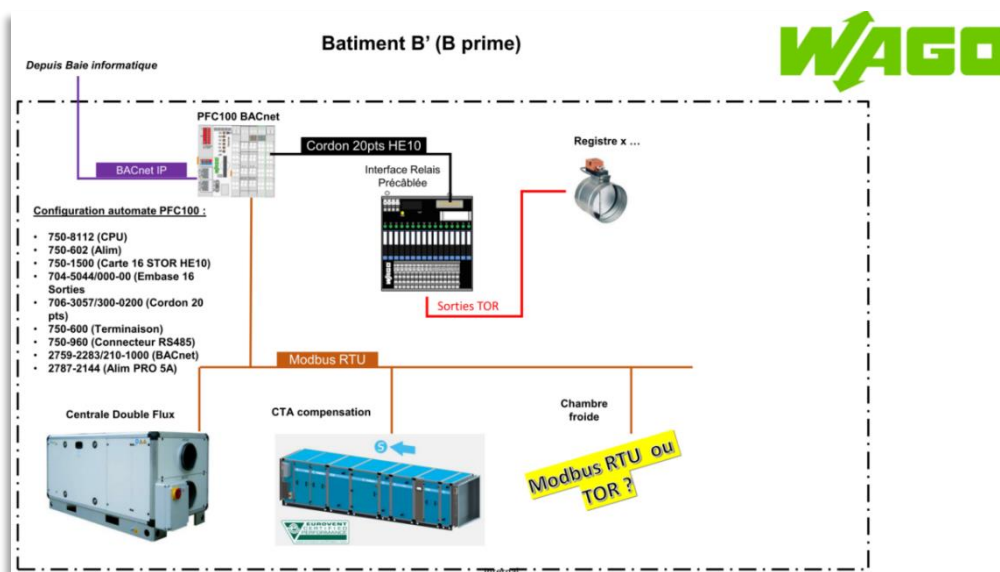 Batiment B' (B prime)
WAGO
Depuis Baie informatique
PFC100 BACnet
Cordon 20pts HE10
Registre x ...
BACnet IP
Interface Relais
Précâblée
Configuration automate PFC100 :
• 750-8112 (CPU)
• 750-602 (Alim)
• 750-1500 (Carte 16 STOR HE10)
• 704-5044/000-00 (Embase 16
Sorties
• 706-3057/300-0200 (Cordon 20
pts)
• 750-600 (Terminaison)
• 750-960 (Connecteur RS485)
• 2759-2283/210-1000 (BACnet)
• 2787-2144 (Alim PRO 5A)
WAGO
Sorties TOR
Modbus RTU
Centrale Double Flux
CTA compensation
Chambre
froide
S
Modbus RTU ou
TOR ?
EUROVENT
CERTIFIED
PERFORMANCE